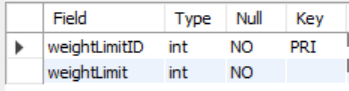 Field Type Null Key
weightLimitID int NO PRI
weightLimit int NO